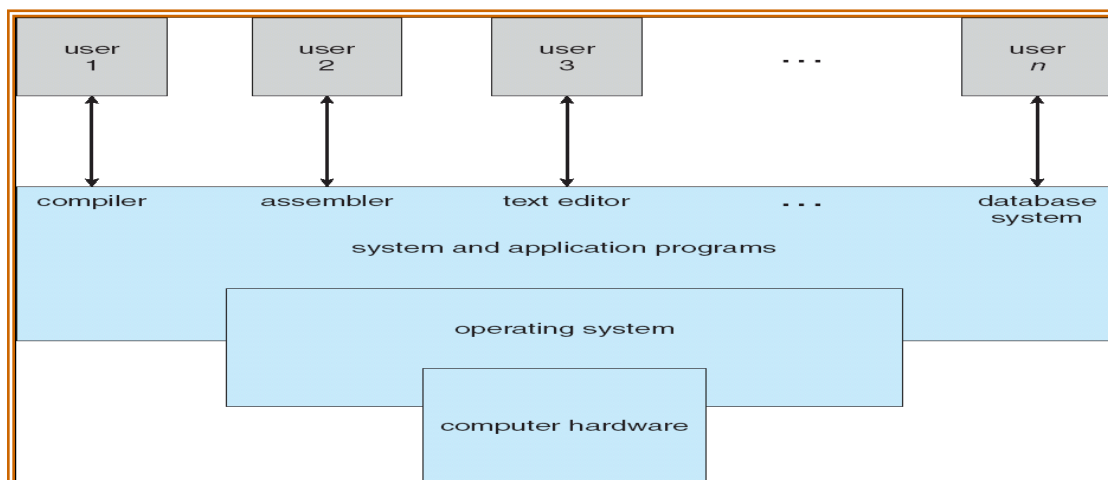 user
1
user
2
user
3
. . .
user
n
compiler
assembler
text editor
. . .
database
system
system and application programs
operating system
computer hardware